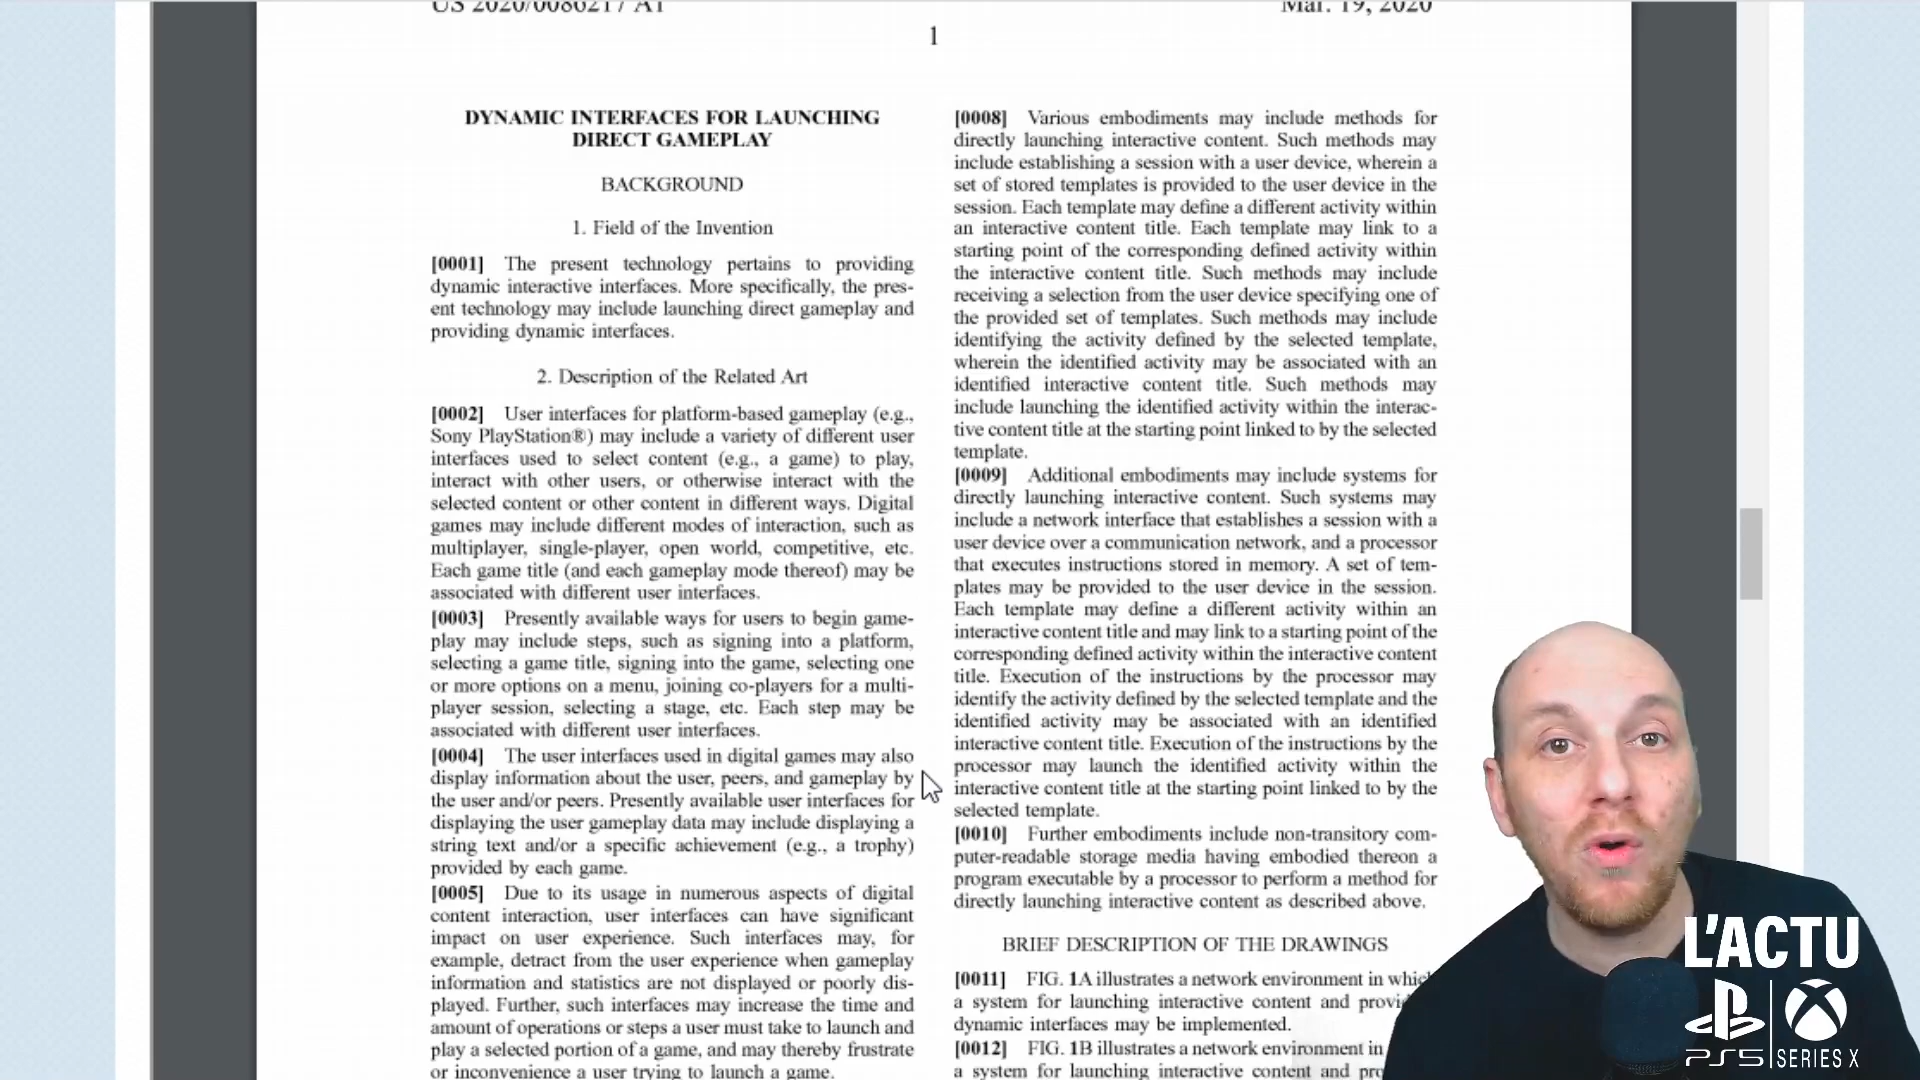 US 2020/0086217 A1
Mar. 19, 2020
1
DYNAMIC INTERFACES FOR LAUNCHING
DIRECT GAMEPLAY
BACKGROUND
1. Field of the Invention
[0001] The present technology pertains to providing
dynamic interactive interfaces. More specifically, the pres-
ent technology may include launching direct gameplay and
providing dynamic interfaces.
2. Description of the Related Art
[0002] User interfaces for platform-based gameplay (e.g.,
Sony PlayStation®) may include a variety of different user
interfaces used to select content (e.g., a game) to play,
interact with other users, or otherwise interact with the
selected content or other content in different ways. Digital
games may include different modes of interaction, such as
multiplayer, single-player, open world, competitive, etc.
Each game title (and each gameplay mode thereof) may be
associated with different user interfaces.
[0003] Presently available ways for users to begin game-
play may include steps, such as signing into a platform,
selecting a game title, signing into the game, selecting one
or more options on a menu, joining co-players for a multi-
player session, selecting a stage, etc. Each step may be
associated with different user interfaces.
[0004] The user interfaces used in digital games may also
display information about the user, peers, and gameplay by
the user and/or peers. Presently available user interfaces for
displaying the user gameplay data may include displaying a
string text and/or a specific achievement (e.g., a trophy)
provided by each game.
[0005] Due to its usage in numerous aspects of digital
content interaction, user interfaces can have significant
impact on user experience. Such interfaces may, for
example, detract from the user experience when gameplay
information and statistics are not displayed or poorly dis-
played. Further, such interfaces may increase the time and
amount of operations or steps a user must take to launch and
play a selected portion of a game, and may thereby frustrate
or inconvenience a user trying to launch a game.
[0008] Various embodiments may include methods for
directly launching interactive content. Such methods may
include establishing a session with a user device, wherein a
set of stored templates is provided to the user device in the
session. Each template may define a different activity within
an interactive content title. Each template may link to a
starting point of the corresponding defined activity within
the interactive content title. Such methods may include
receiving a selection from the user device specifying one of
the provided set of templates. Such methods may include
identifying the activity defined by the selected template,
wherein the identified activity may be associated with an
identified interactive content title. Such methods may
include launching the identified activity within the interac-
tive content title at the starting point linked to by the selected
template.
[0009] Additional embodiments may include systems for
directly launching interactive content. Such systems may
include a network interface that establishes a session with a
user device over a communication network, and a processor
that executes instructions stored in memory. A set of tem-
plates may be provided to the user device in the session.
Each template may define a different activity within an
interactive content title and may link to a starting point of the
corresponding defined activity within the interactive content
title. Execution of the instructions by the processor may
identify the activity defined by the selected template and the
identified activity may be associated with an identified
interactive content title. Execution of the instructions by the
processor may launch the identified activity within the
interactive content title at the starting point linked to by the
selected template.
[0010] Further embodiments include non-transitory com-
puter-readable storage media having embodied thereon a
program executable by a processor to perform a method for
directly launching interactive content as described above.
BRIEF DESCRIPTION OF THE DRAWINGS
[0011] FIG. 1A illustrates a network environment in which
a system for launching interactive content and provi
dynamic interfaces may be implemented.
[0012] FIG. 1B illustrates a network environment in
a system for launching interactive content and pro
L'ACTU
PS5 SERIES X